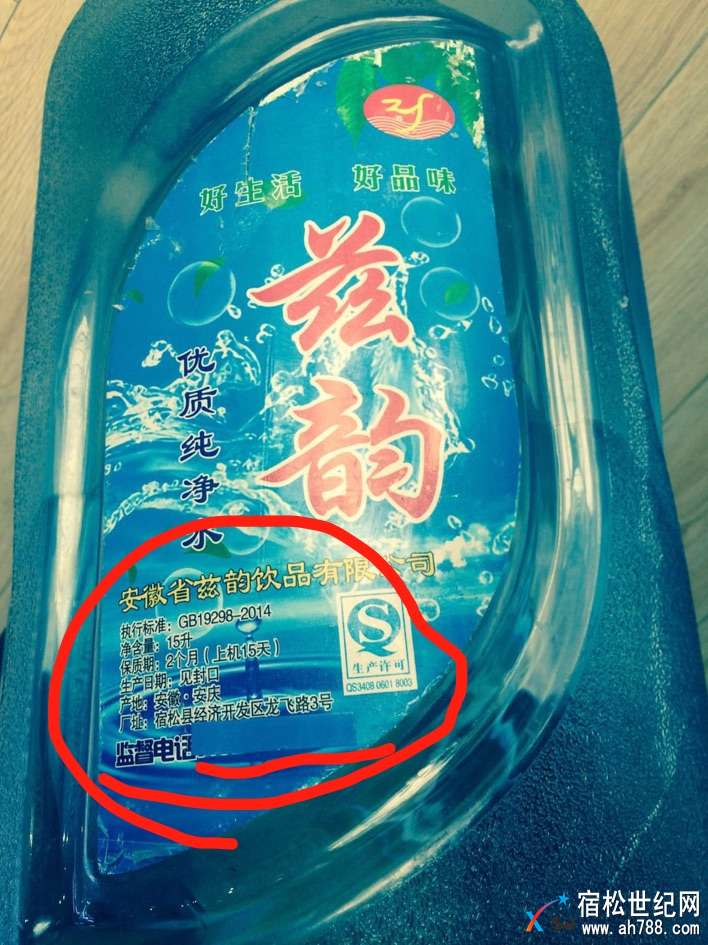 好生活 好品味
兹韵
优质纯净水
安徽省兹韵饮品有限公司
执行标准：GB19298-2014
净含量：15升
保质期：2个月（上机15天）
生产日期：见封口
产地：安徽·安庆
厂址：宿松县经济开发区龙飞路3号
监督电话
生产许可
QS3408 0601 8003
宿松世纪网
www.ah788.com